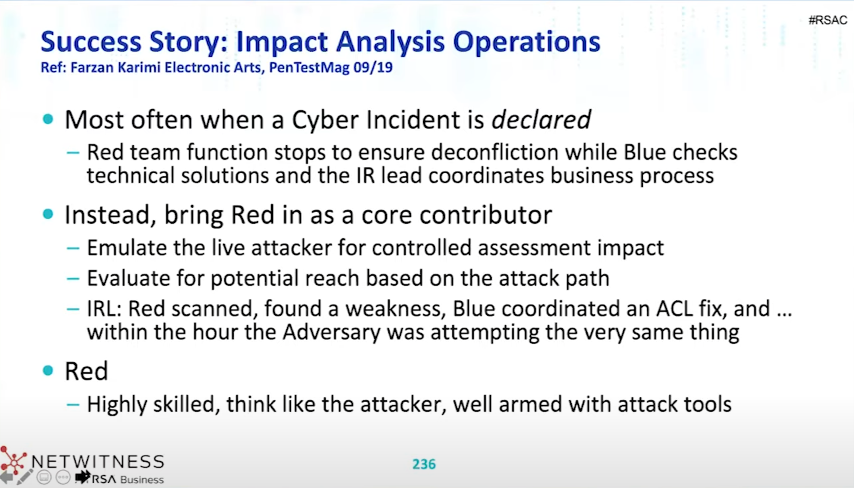 #RSAC
Success Story: Impact Analysis Operations
Ref: Farzan Karimi Electronic Arts, PenTestMag 09/19
• Most often when a Cyber Incident is declared
– Red team function stops to ensure deconfliction while Blue checks
technical solutions and the IR lead coordinates business process
• Instead, bring Red in as a core contributor
– Emulate the live attacker for controlled assessment impact
– Evaluate for potential reach based on the attack path
– IRL: Red scanned, found a weakness, Blue coordinated an ACL fix, and ...
within the hour the Adversary was attempting the very same thing
• Red
– Highly skilled, think like the attacker, well armed with attack tools
NETWITNESS
RSA Business
236